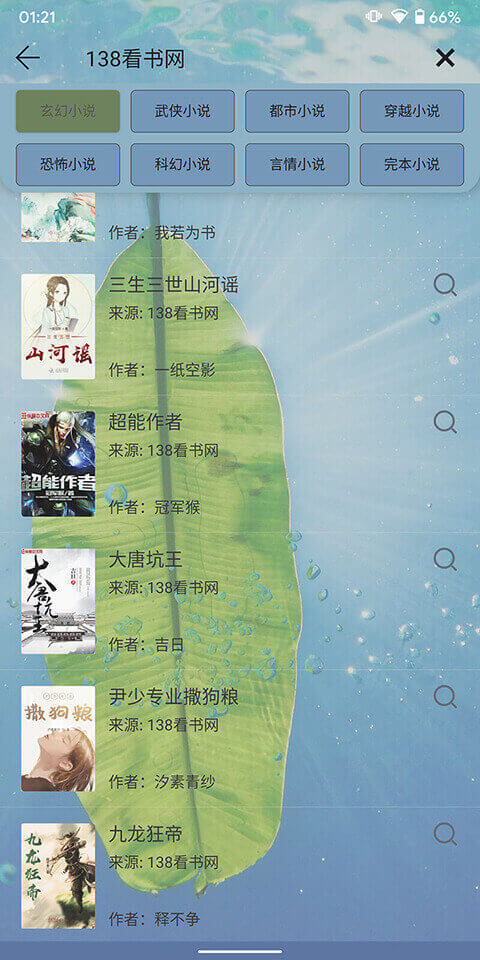 01:21
66%
138看书网
玄幻小说
武侠小说
都市小说
穿越小说
恐怖小说
科幻小说
言情小说
完本小说
作者：我若为书
三生三世山河谣
来源: 138看书网
山河谣
作者：一纸空影
超能作者
来源: 138看书网
超能作者
冠军猴/著
作者：冠军猴
大唐坑王
来源: 138看书网
大唐坑王
吉日
作者：吉日
尹少专业撒狗粮
来源: 138看书网
撒狗粮
作者：汐素青纱
九龙狂帝
来源: 138看书网
九龙狂帝
作者：释不争